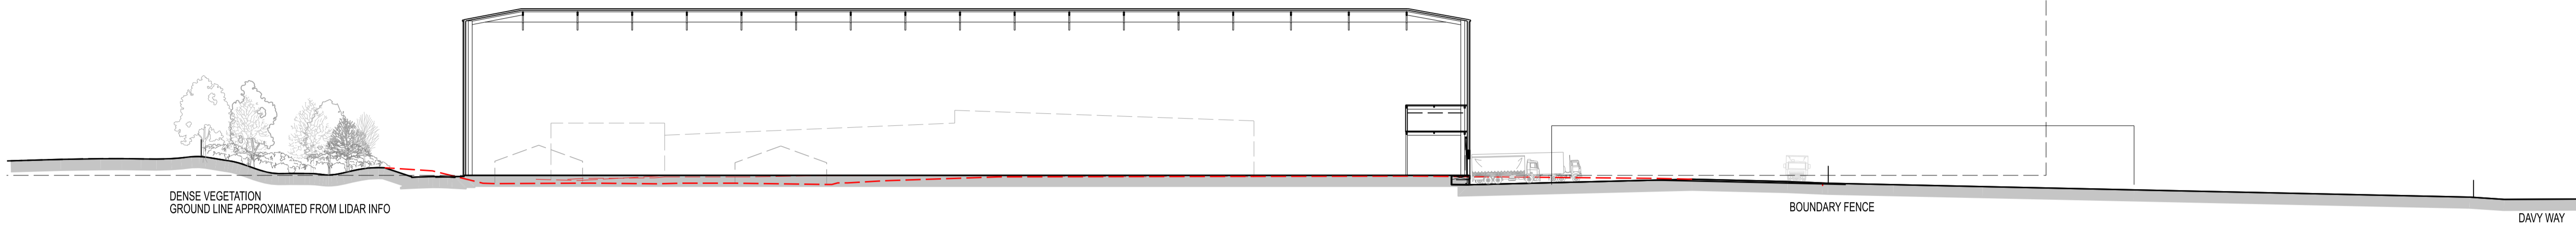 DENSE VEGETATION
GROUND LINE APPROXIMATED FROM LIDAR INFO
BOUNDARY FENCE
DAVY WAY